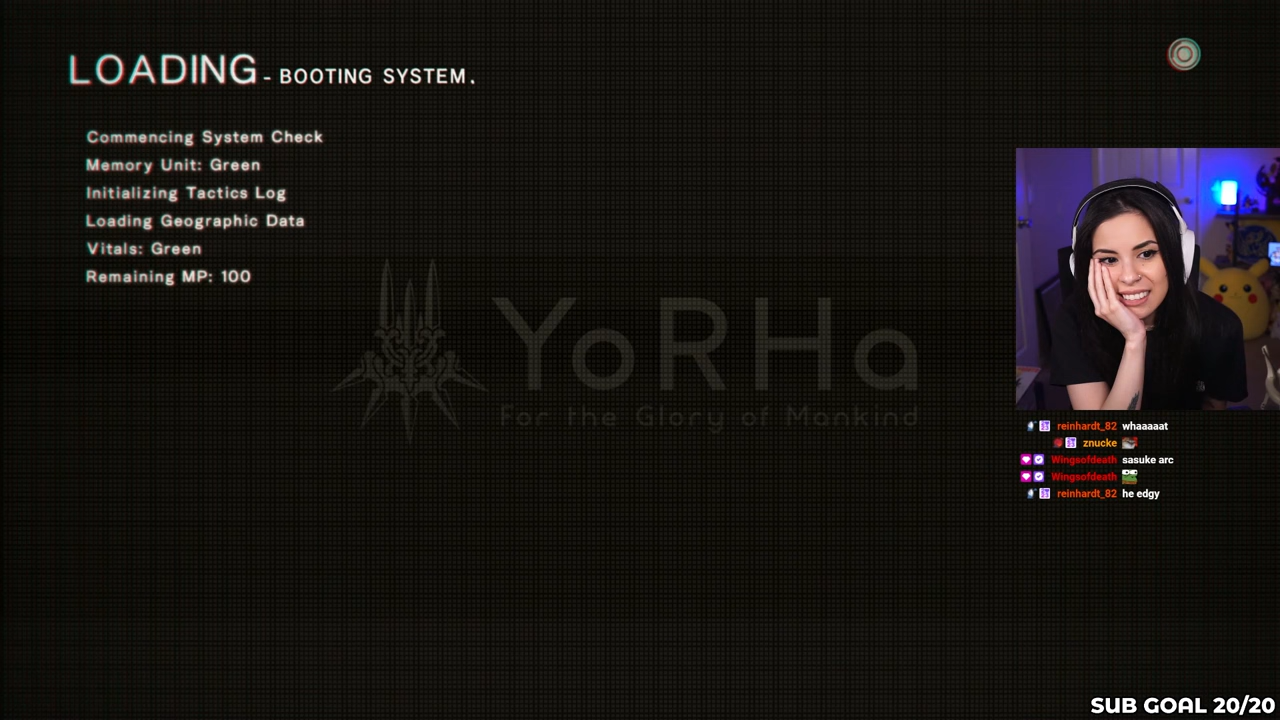 LOADING - BOOTING SYSTEM.
Commencing System Check
Memory Unit: Green
Initializing Tactics Log
Loading Geographic Data
Vitals: Green
Remaining MP: 100
YoRHa
For the Glory of Mankind
reinhardt_82 whaaaaat
znucke
Wingsofdeath sasuke arc
Wingsofdeath
reinhardt_82 he edgy
SUB GOAL 20/20